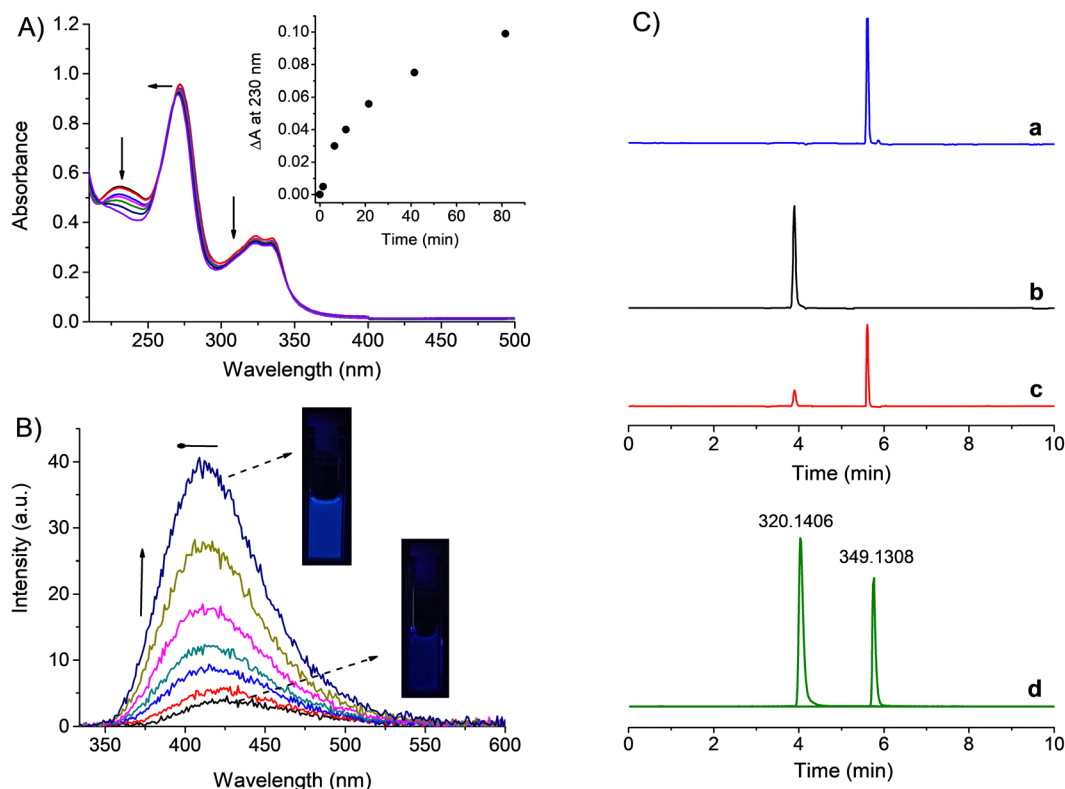 A)
1.2
1.0
0.8
0.6
0.4
0.2
0.0
Absorbance
250 300 350 400 450 500
Wavelength (nm)
0.10
0.08
0.06
0.04
0.02
0.00
ΔA at 230 nm
0 20 40 60 80
Time (min)
B)
40
30
20
10
0
Intensity (a.u.)
350 400 450 500 550 600
Wavelength (nm)
C)
a
b
c
0 2 4 6 8 10
Time (min)
320.1406
349.1308
d
0 2 4 6 8 10
Time (min)